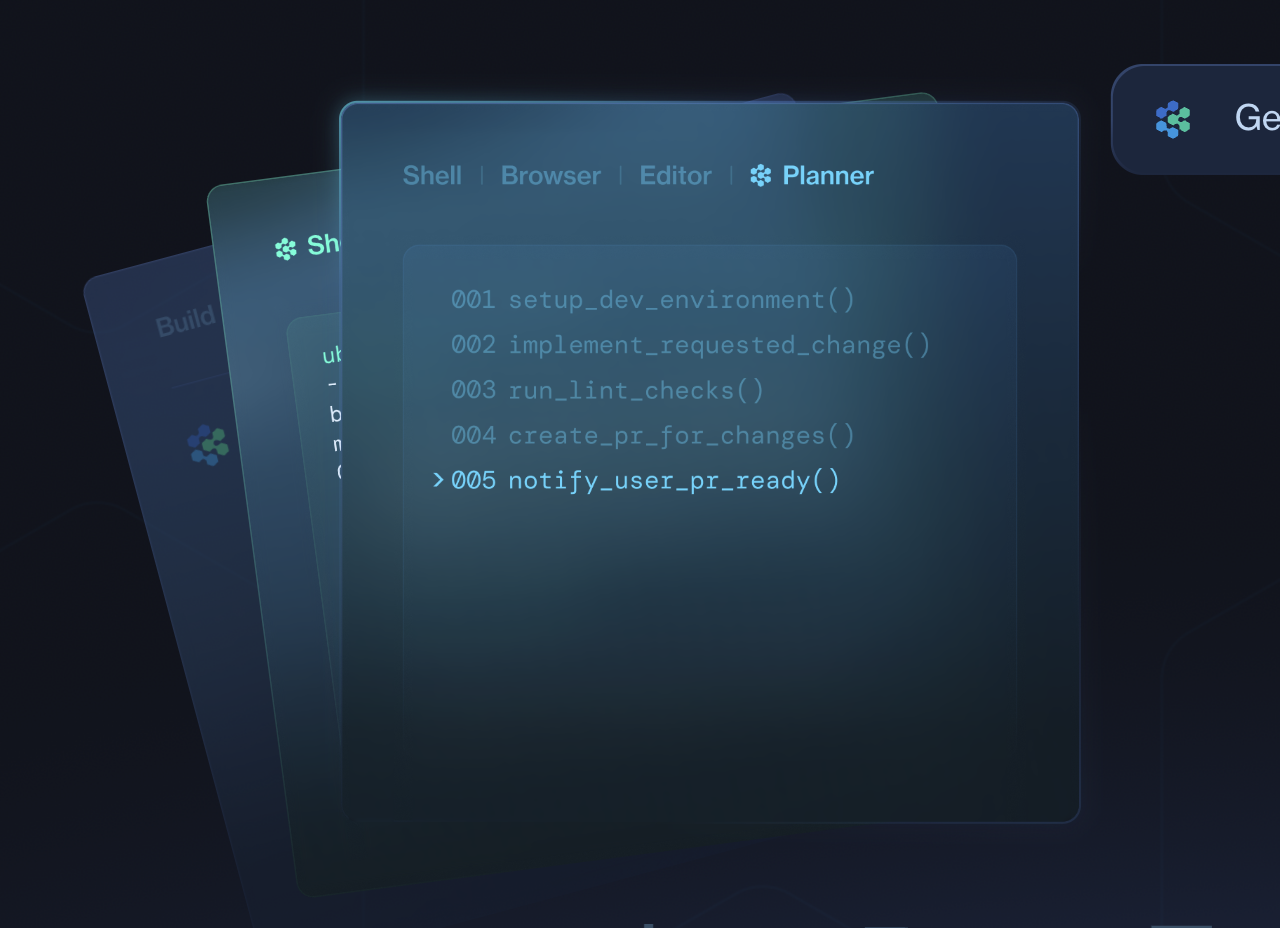 Shell | Browser | Editor | Planner
001 setup_dev_environment()
002 implement_requested_change()
003 run_lint_checks()
004 create_pr_for_changes()
>005 notify_user_pr_ready()
Build